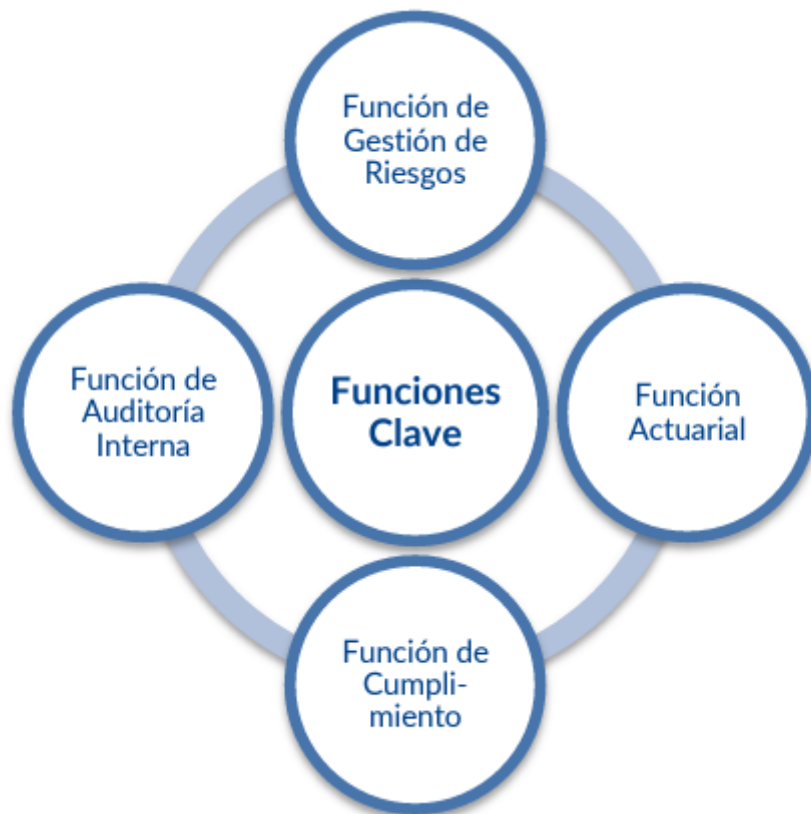 Función de
Gestión de
Riesgos
Función de
Auditoría
Interna
Funciones
Clave
Función
Actuarial
Función de
Cumpli-
miento